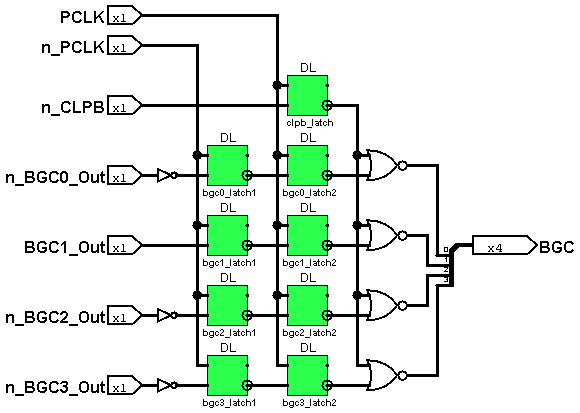 PCLK x1
n_PCLK x1
DL
n_CLPB x1
clpb_latch
DL DL
n_BGC0_Out x1
bgc0_latch1 bgc0_latch2
DL DL
BGC1_Out x1
0
1
2
3
x4 BGC
bgc1_latch1 bgc1_latch2
DL DL
n_BGC2_Out x1
bgc2_latch1 bgc2_latch2
DL DL
n_BGC3_Out x1
bgc3_latch1 bgc3_latch2